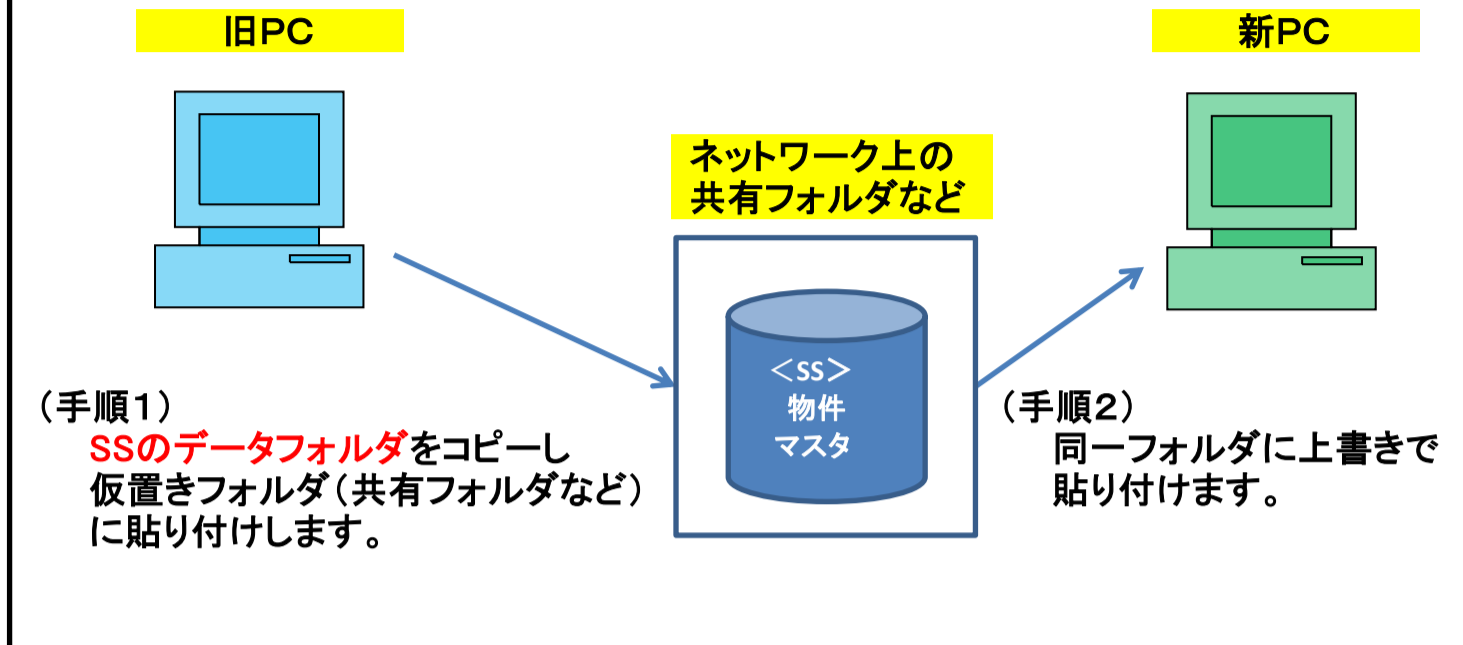 旧PC
新PC
ネットワーク上の
共有フォルダなど
＜SS＞
物件
マスタ
（手順１）
SSのデータフォルダをコピーし
仮置きフォルダ（共有フォルダなど）
に貼り付けします。
（手順２）
同一フォルダに上書きで
貼り付けます。